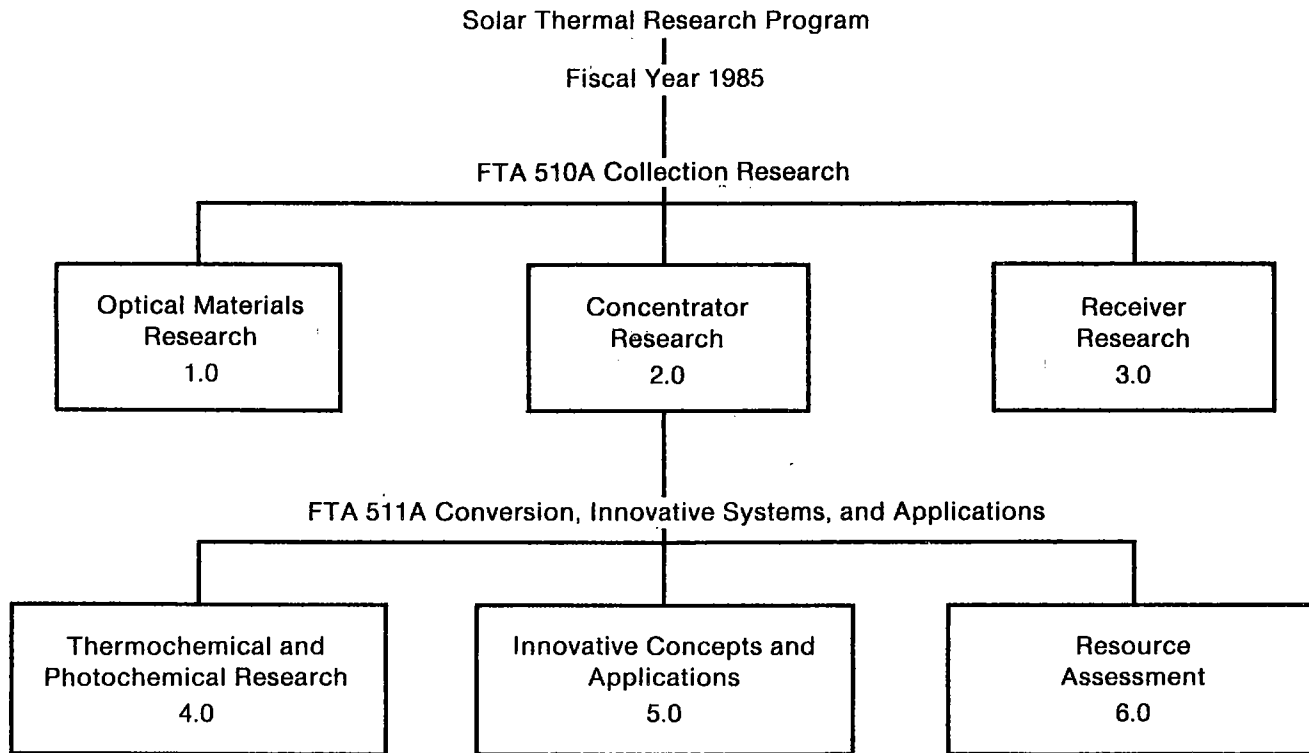 Solar Thermal Research Program
Fiscal Year 1985
FTA 510A Collection Research
Optical Materials
Research
1.0
Concentrator
Research
2.0
Receiver
Research
3.0
FTA 511A Conversion, Innovative Systems, and Applications
Thermochemical and
Photochemical Research
4.0
Innovative Concepts and
Applications
5.0
Resource
Assessment
6.0